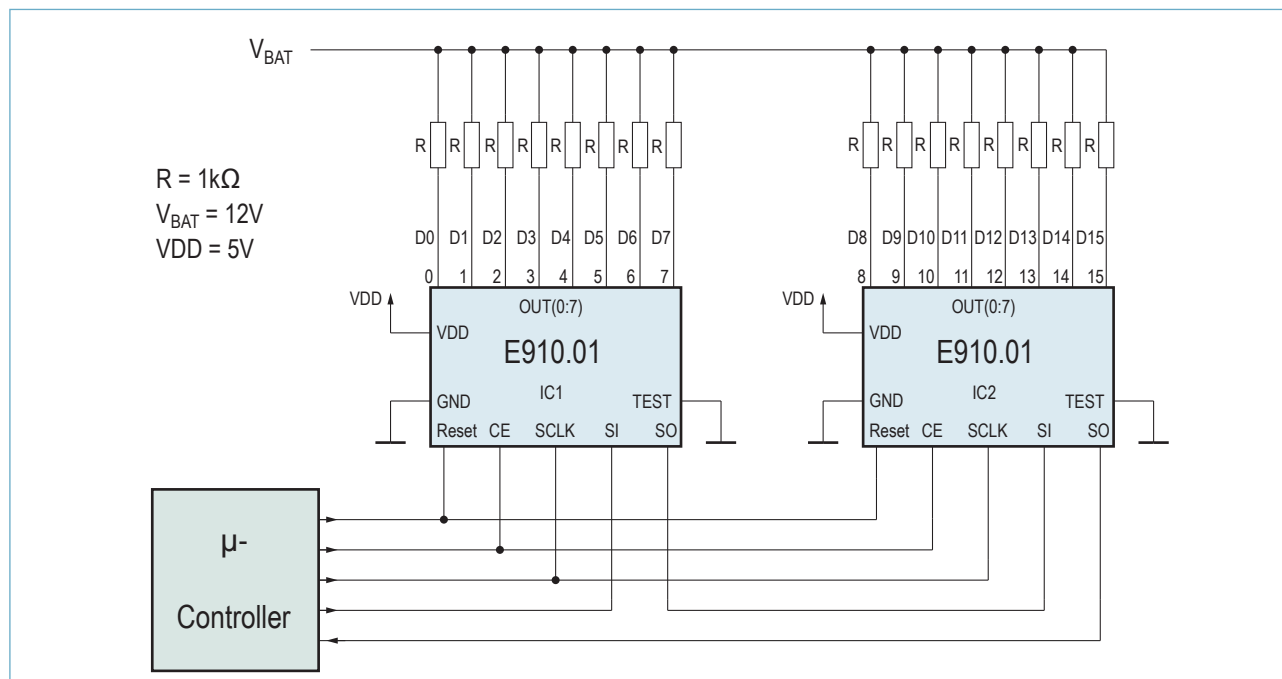 VBAT
R R R R R R R R R R R R R R R R
R = 1kΩ
VBAT = 12V
VDD = 5V
D0 D1 D2 D3 D4 D5 D6 D7 D8 D9 D10 D11 D12 D13 D14 D15
0 1 2 3 4 5 6 7 8 9 10 11 12 13 14 15
VDD
OUT(0:7)
VDD
E910.01
IC1
GND
TEST
Reset CE SCLK SI SO
VDD
OUT(0:7)
VDD
E910.01
IC2
GND
TEST
Reset CE SCLK SI SO
µ-
Controller